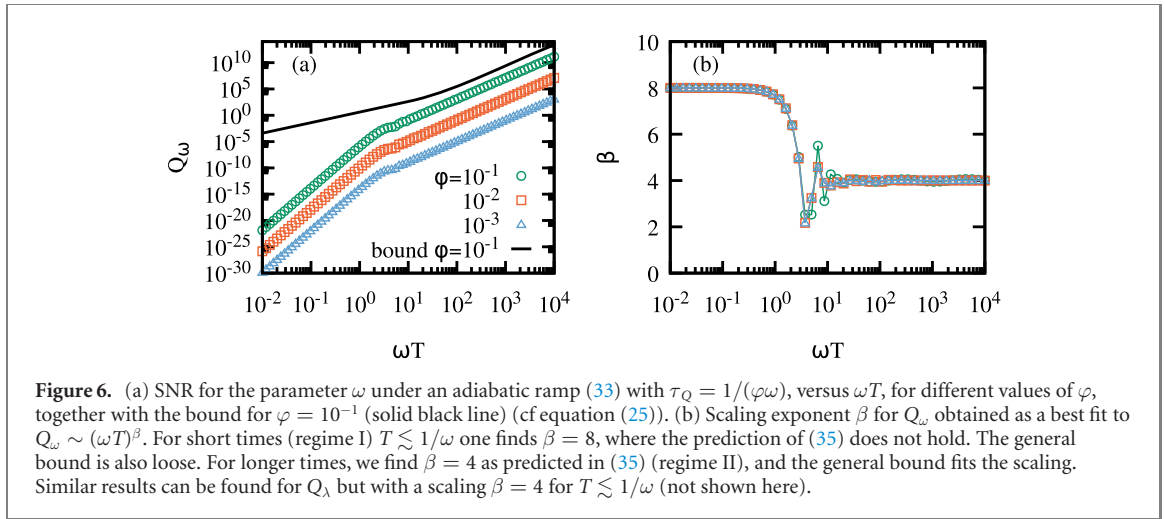 (a)
10^10
10^5
10^0
10^-5
10^-10
10^-15
10^-20
10^-25
10^-30
Q_ω
φ=10^-1
10^-2
10^-3
bound φ=10^-1
10^-2 10^-1 10^0 10^1 10^2 10^3 10^4
ωT
(b)
10
8
6
4
2
0
β
10^-2 10^-1 10^0 10^1 10^2 10^3 10^4
ωT
Figure 6. (a) SNR for the parameter ω under an adiabatic ramp (33) with τ_Q = 1/(φω), versus ωT, for different values of φ,
together with the bound for φ = 10^-1 (solid black line) (cf equation (25)). (b) Scaling exponent β for Q_ω obtained as a best fit to
Q_ω ∼ (ωT)^β. For short times (regime I) T ≲ 1/ω one finds β = 8, where the prediction of (35) does not hold. The general
bound is also loose. For longer times, we find β = 4 as predicted in (35) (regime II), and the general bound fits the scaling.
Similar results can be found for Q_λ but with a scaling β = 4 for T ≲ 1/ω (not shown here).